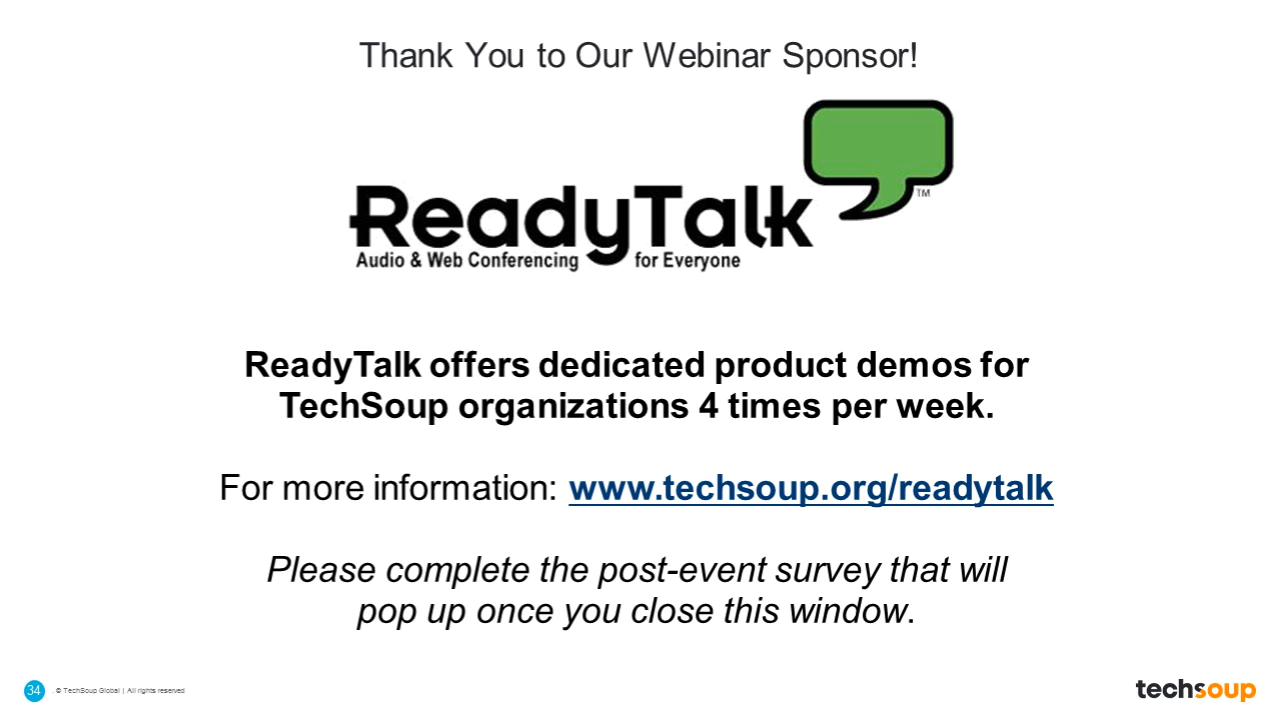 Thank You to Our Webinar Sponsor!
ReadyTalk
TM
Audio & Web Conferencing for Everyone
ReadyTalk offers dedicated product demos for
TechSoup organizations 4 times per week.
For more information: www.techsoup.org/readytalk
Please complete the post-event survey that will
pop up once you close this window.
34 . © TechSoup Global | All rights reserved
techsoup